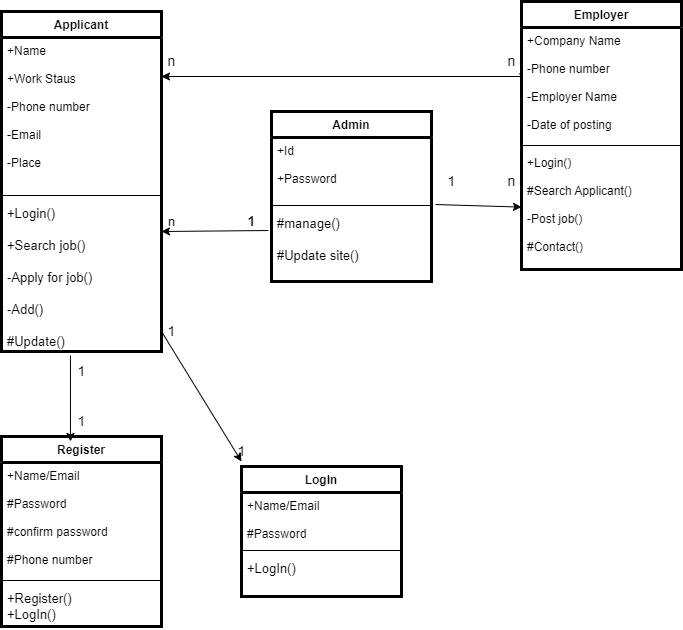 Applicant
+Name
+Work Staus
-Phone number
-Email
-Place
+Login()
+Search job()
-Apply for job()
-Add()
#Update()
n
n
Employer
+Company Name
-Phone number
-Employer Name
-Date of posting
+Login()
#Search Applicant()
-Post job()
#Contact()
Admin
+Id
+Password
#manage()
#Update site()
1
n
n
1
1
1
1
1
Register
+Name/Email
#Password
#confirm password
#Phone number
+Register()
+LogIn()
LogIn
+Name/Email
#Password
+LogIn()